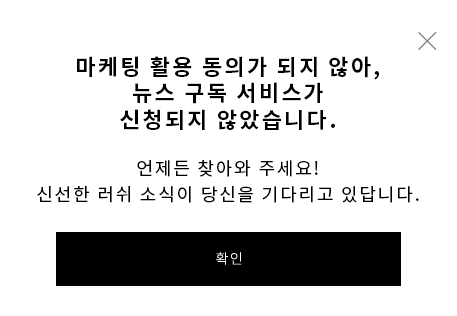 마케팅 활용 동의가 되지 않아,
뉴스 구독 서비스가
신청되지 않았습니다.
언제든 찾아와 주세요!
신선한 러쉬 소식이 당신을 기다리고 있답니다.
확인